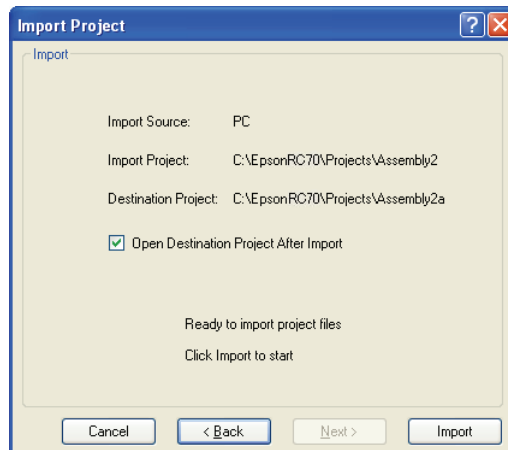 Import Project
Import
Import Source: PC
Import Project: C:\EpsonRC70\Projects\Assembly2
Destination Project: C:\EpsonRC70\Projects\Assembly2a
Open Destination Project After Import
Ready to import project files
Click Import to start
Cancel < Back Next > Import